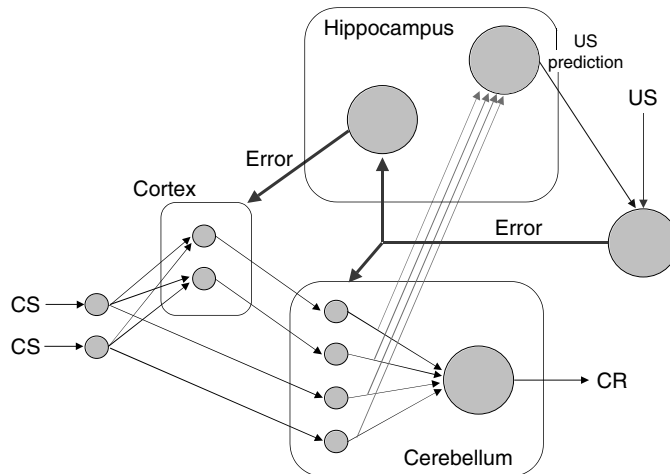 Hippocampus
US
prediction
US
Error
Cortex
Error
CS
CS
CR
Cerebellum